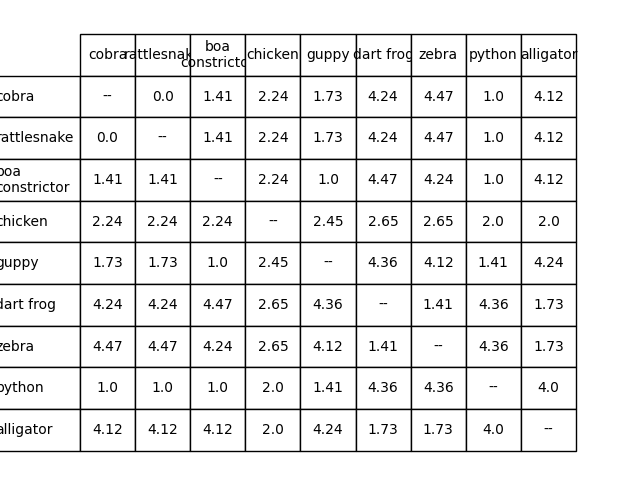 cobra rattlesnak boa
constricto chicken guppy dart frog zebra python alligator
cobra -- 0.0 1.41 2.24 1.73 4.24 4.47 1.0 4.12
rattlesnake 0.0 -- 1.41 2.24 1.73 4.24 4.47 1.0 4.12
boa
constrictor 1.41 1.41 -- 2.24 1.0 4.47 4.24 1.0 4.12
chicken 2.24 2.24 2.24 -- 2.45 2.65 2.65 2.0 2.0
guppy 1.73 1.73 1.0 2.45 -- 4.36 4.12 1.41 4.24
dart frog 4.24 4.24 4.47 2.65 4.36 -- 1.41 4.36 1.73
zebra 4.47 4.47 4.24 2.65 4.12 1.41 -- 4.36 1.73
python 1.0 1.0 1.0 2.0 1.41 4.36 4.36 -- 4.0
alligator 4.12 4.12 4.12 2.0 4.24 1.73 1.73 4.0 --